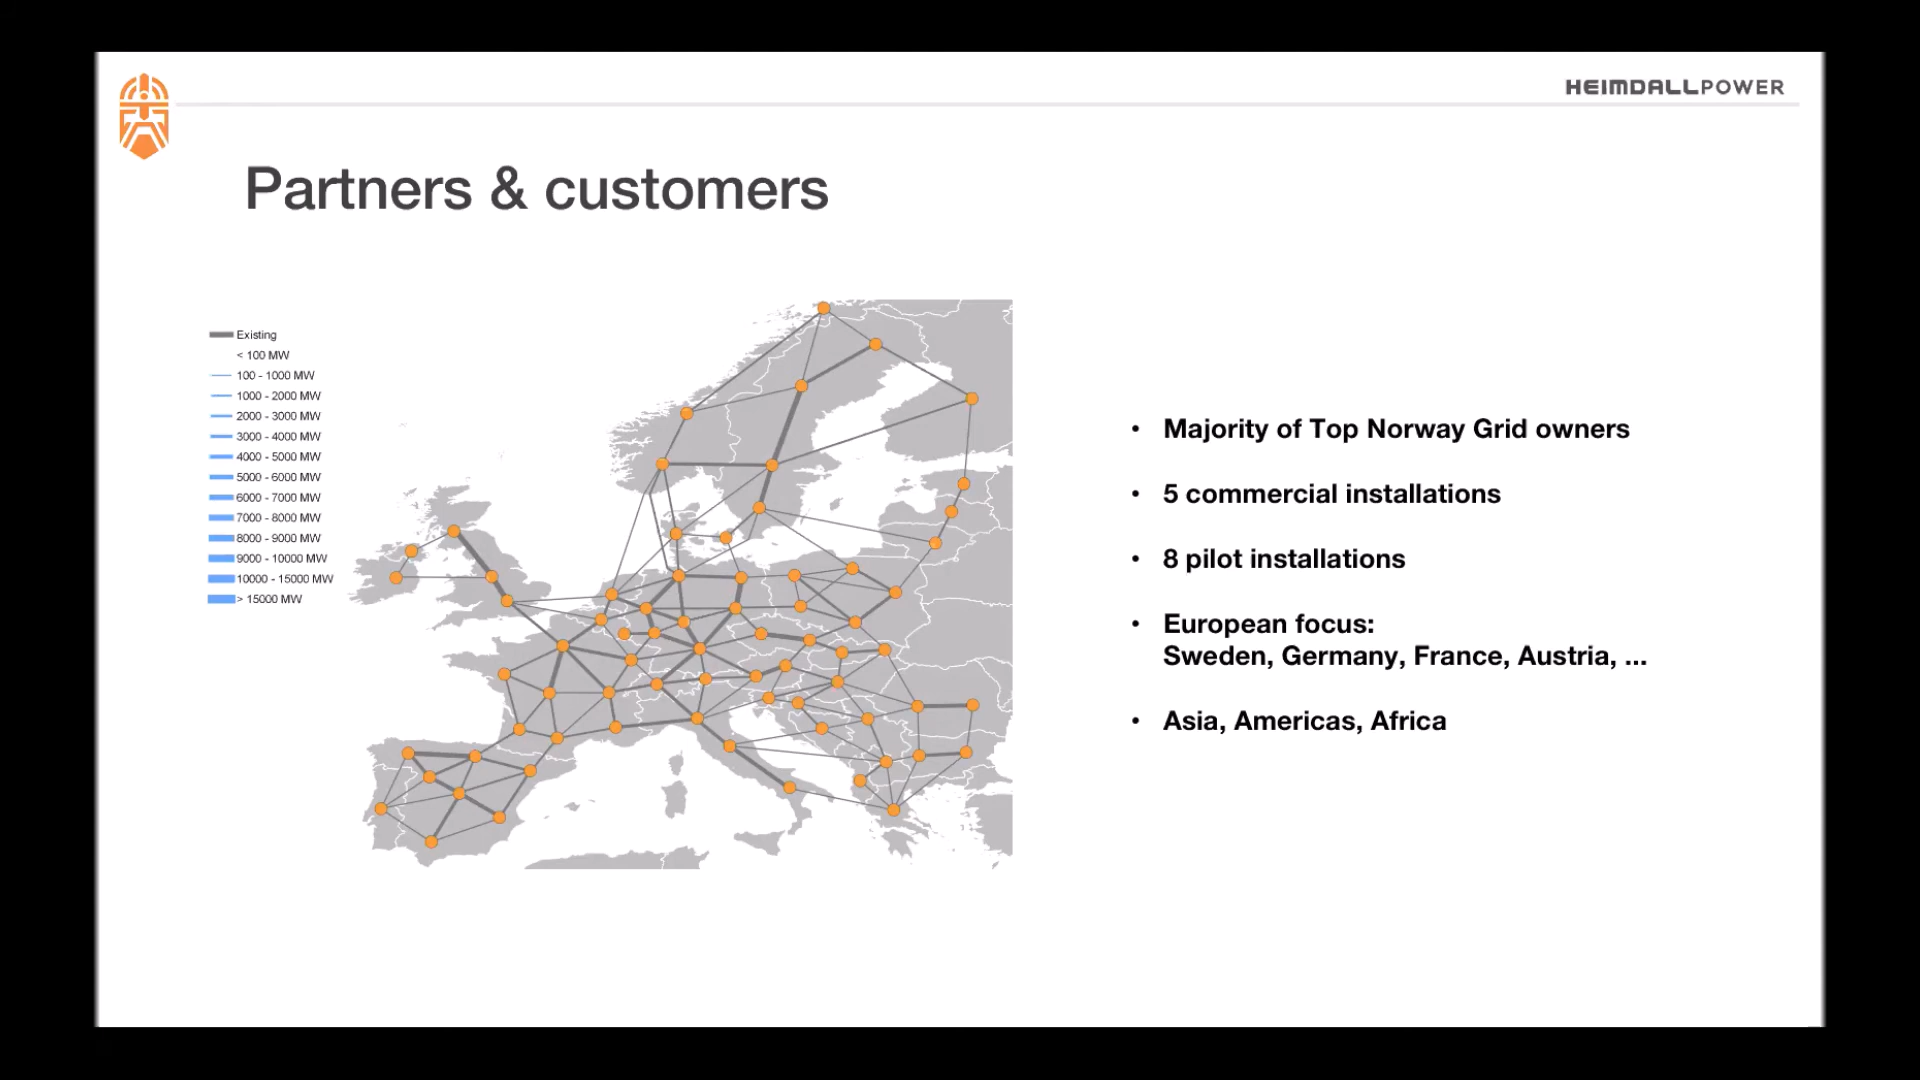 HEIMDALLPOWER
Partners & customers
Existing
< 100 MW
100 - 1000 MW
1000 - 2000 MW
2000 - 3000 MW
3000 - 4000 MW
4000 - 5000 MW
5000 - 6000 MW
6000 - 7000 MW
7000 - 8000 MW
8000 - 9000 MW
9000 - 10000 MW
10000 - 15000 MW
> 15000 MW
• Majority of Top Norway Grid owners
• 5 commercial installations
• 8 pilot installations
• European focus:
Sweden, Germany, France, Austria, ...
• Asia, Americas, Africa